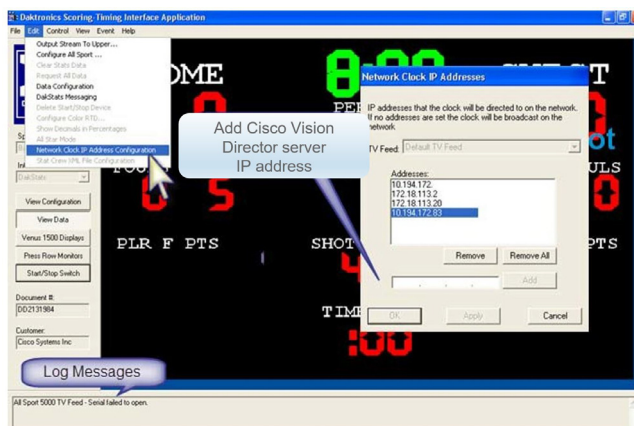 Daktronics Scoring-Timing Interface Application
File Edit Control View Event Help
Output Stream To Upper...
Configure All Sport ...
Clear Stats Data
Request All Data
Data Configuration
DakStats Messaging
Delete Start/Stop Device
Configure Color RTD...
Show Decimals in Percentages
All Star Mode
Network Clock IP Address Configuration
Stat Crew XML File Configuration
DakStats
View Configuration
View Data
Venus 1500 Displays
Press Row Monitors
Start/Stop Switch
Document #:
DD2131984
Customer:
Cisco Systems Inc
OME
8:00
T
PLR F PTS
5
SHOT
TIME
:00
ULS
0
PTS
ot
Add Cisco Vision
Director server
IP address
Network Clock IP Addresses
IP addresses that the clock will be directed to on the network.
If no addresses are set the clock will be broadcast on the
network
TV Feed: Default TV Feed
Addresses:
10.194.172.
172.18.113.2
172.18.113.20
10.194.172.83
Remove Remove All
Add
OK Apply Cancel
Log Messages
All Sport 5000 TV Feed - Serial failed to open.